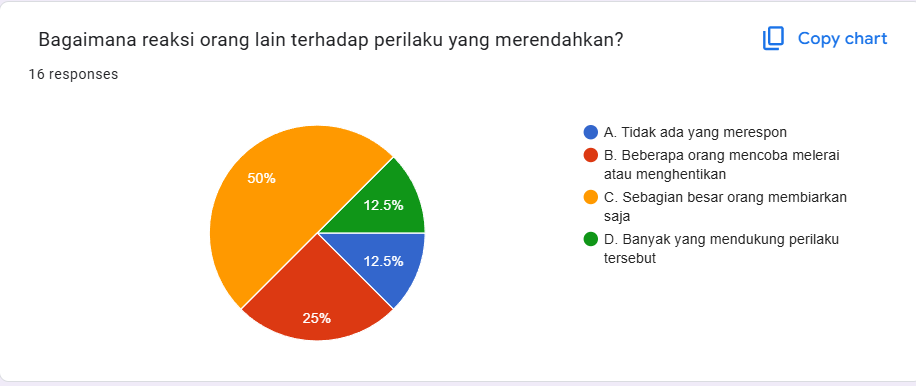 Bagaimana reaksi orang lain terhadap perilaku yang merendahkan?
Copy chart
16 responses
50%
12.5%
12.5%
25%
A. Tidak ada yang merespon
B. Beberapa orang mencoba melerai
atau menghentikan
C. Sebagian besar orang membiarkan
saja
D. Banyak yang mendukung perilaku
tersebut